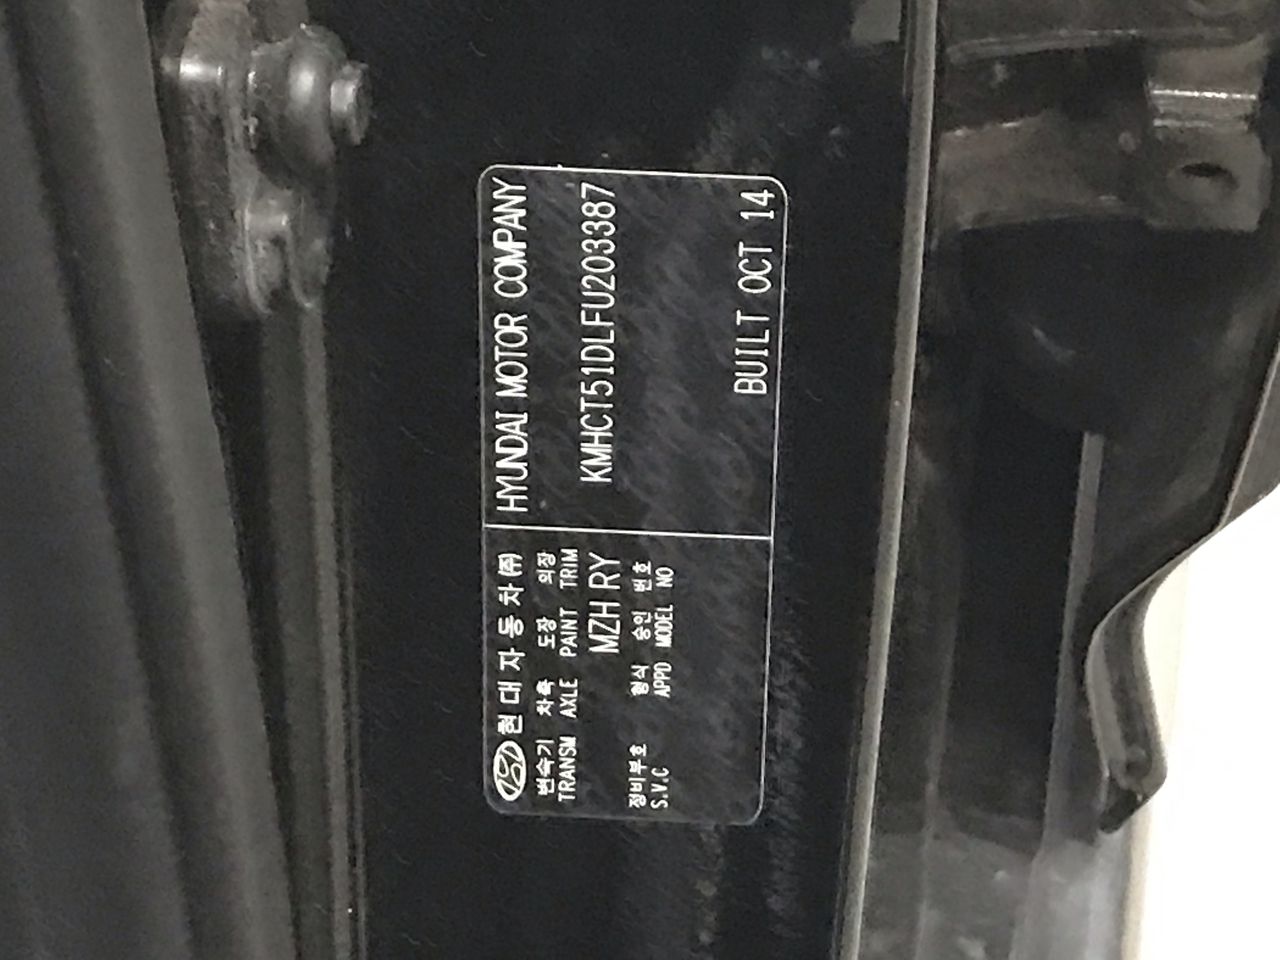 현대자동차(주)
HYUNDAI MOTOR COMPANY
변속기 차축 도장 외장
TRANSM AXLE PAINT TRIM
KMHCT51DLFU203387
MZH RY
정비부호 형식 승인 번호
S.V.C APPD MODEL NO
BUILT OCT 14